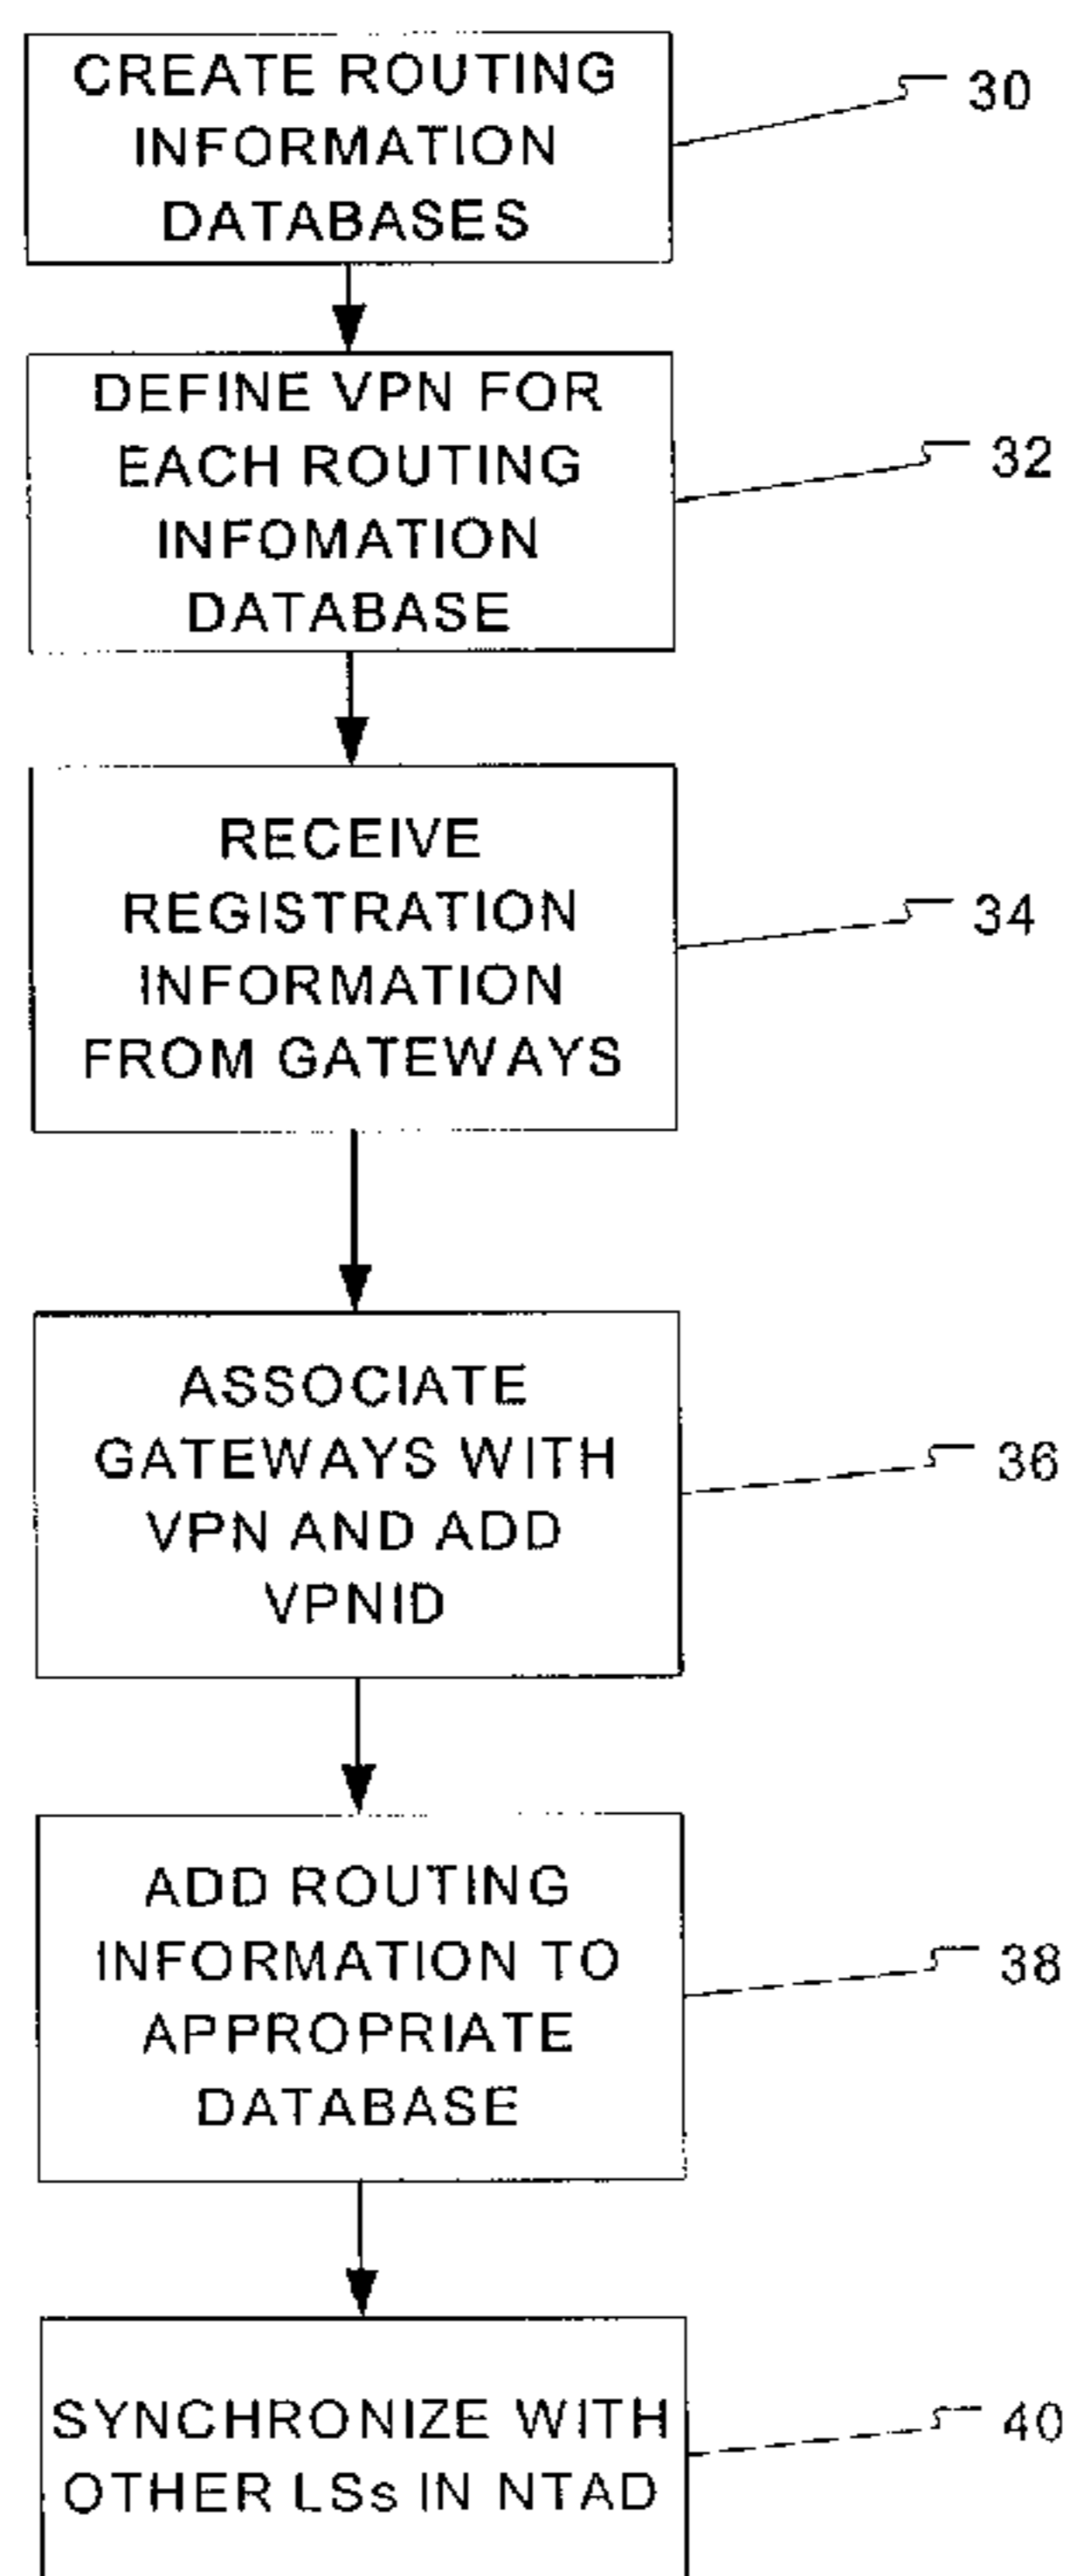 CREATE ROUTING
INFORMATION
DATABASES
30
DEFINE VPN FOR
EACH ROUTING
INFOMATION
DATABASE
32
RECEIVE
REGISTRATION
INFORMATION
FROM GATEWAYS
34
ASSOCIATE
GATEWAYS WITH
VPN AND ADD
VPNID
36
ADD ROUTING
INFORMATION TO
APPROPRIATE
DATABASE
38
SYNCHRONIZE WITH
OTHER LSs IN NTAD
40